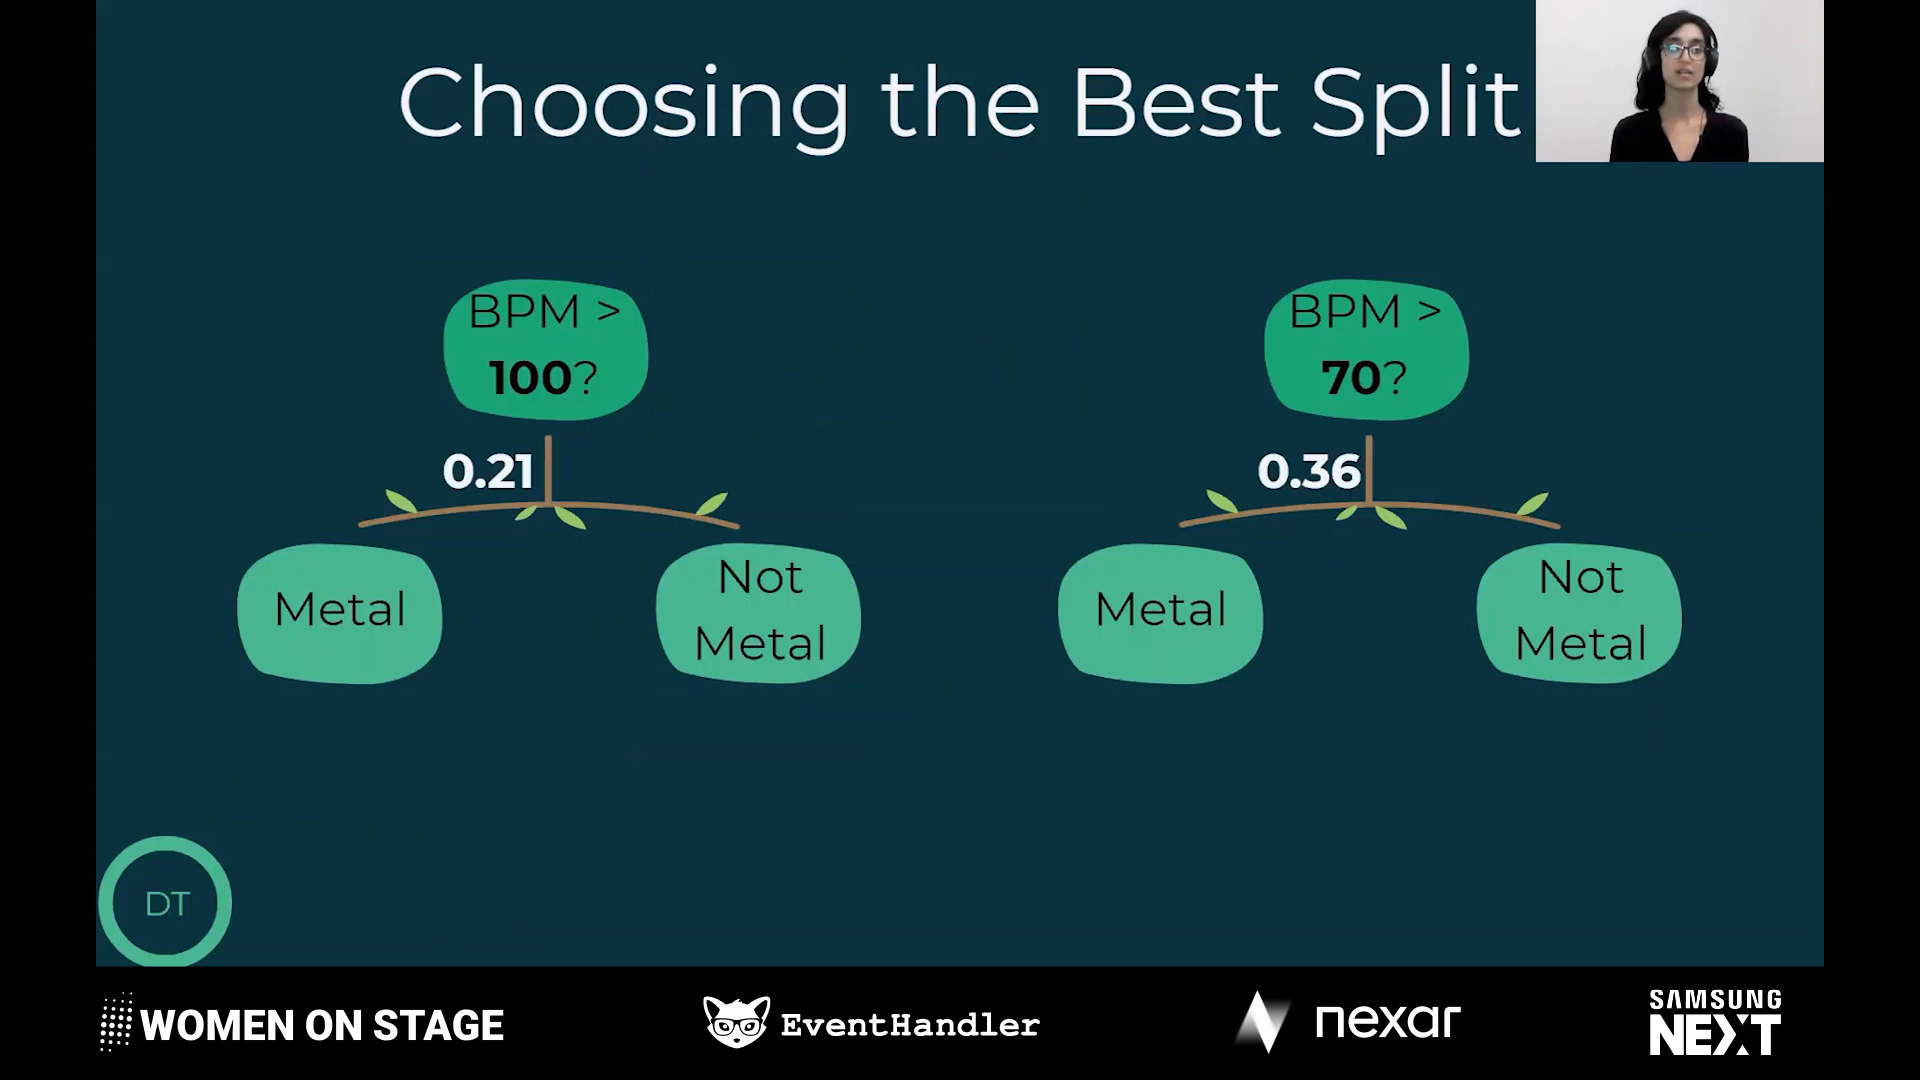 Choosing the Best Split
BPM >
100?
0.21
Metal
Not
Metal
BPM >
70?
0.36
Metal
Not
Metal
DT
WOMEN ON STAGE
EventHandler
nexar
SAMSUNG
NEXT